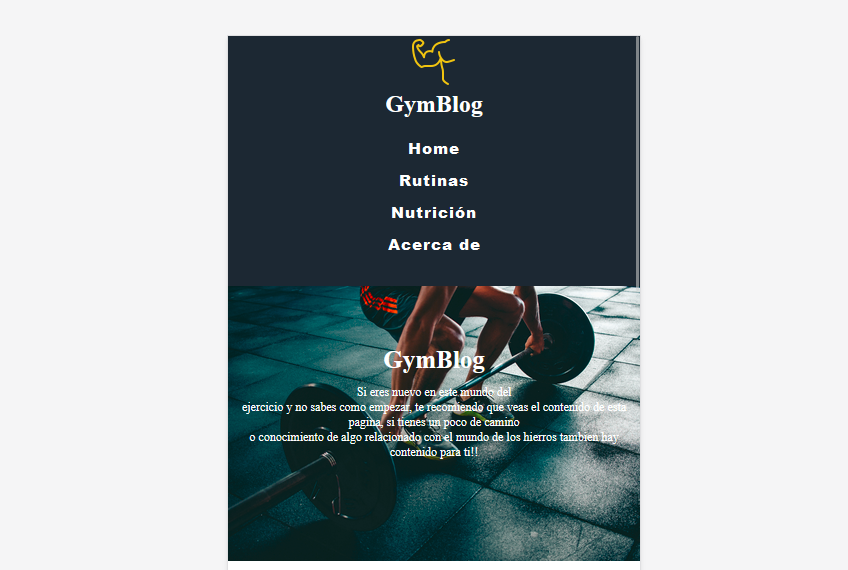 GymBlog
Home
Rutinas
Nutrición
Acerca de
GymBlog
Si eres nuevo en este mundo del
ejercicio y no sabes como empezar, te recomiendo que veas el contenido de esta
pagina, si tienes un poco de camino
o conocimiento de algo relacionado con el mundo de los hierros tambien hay
contenido para ti!!